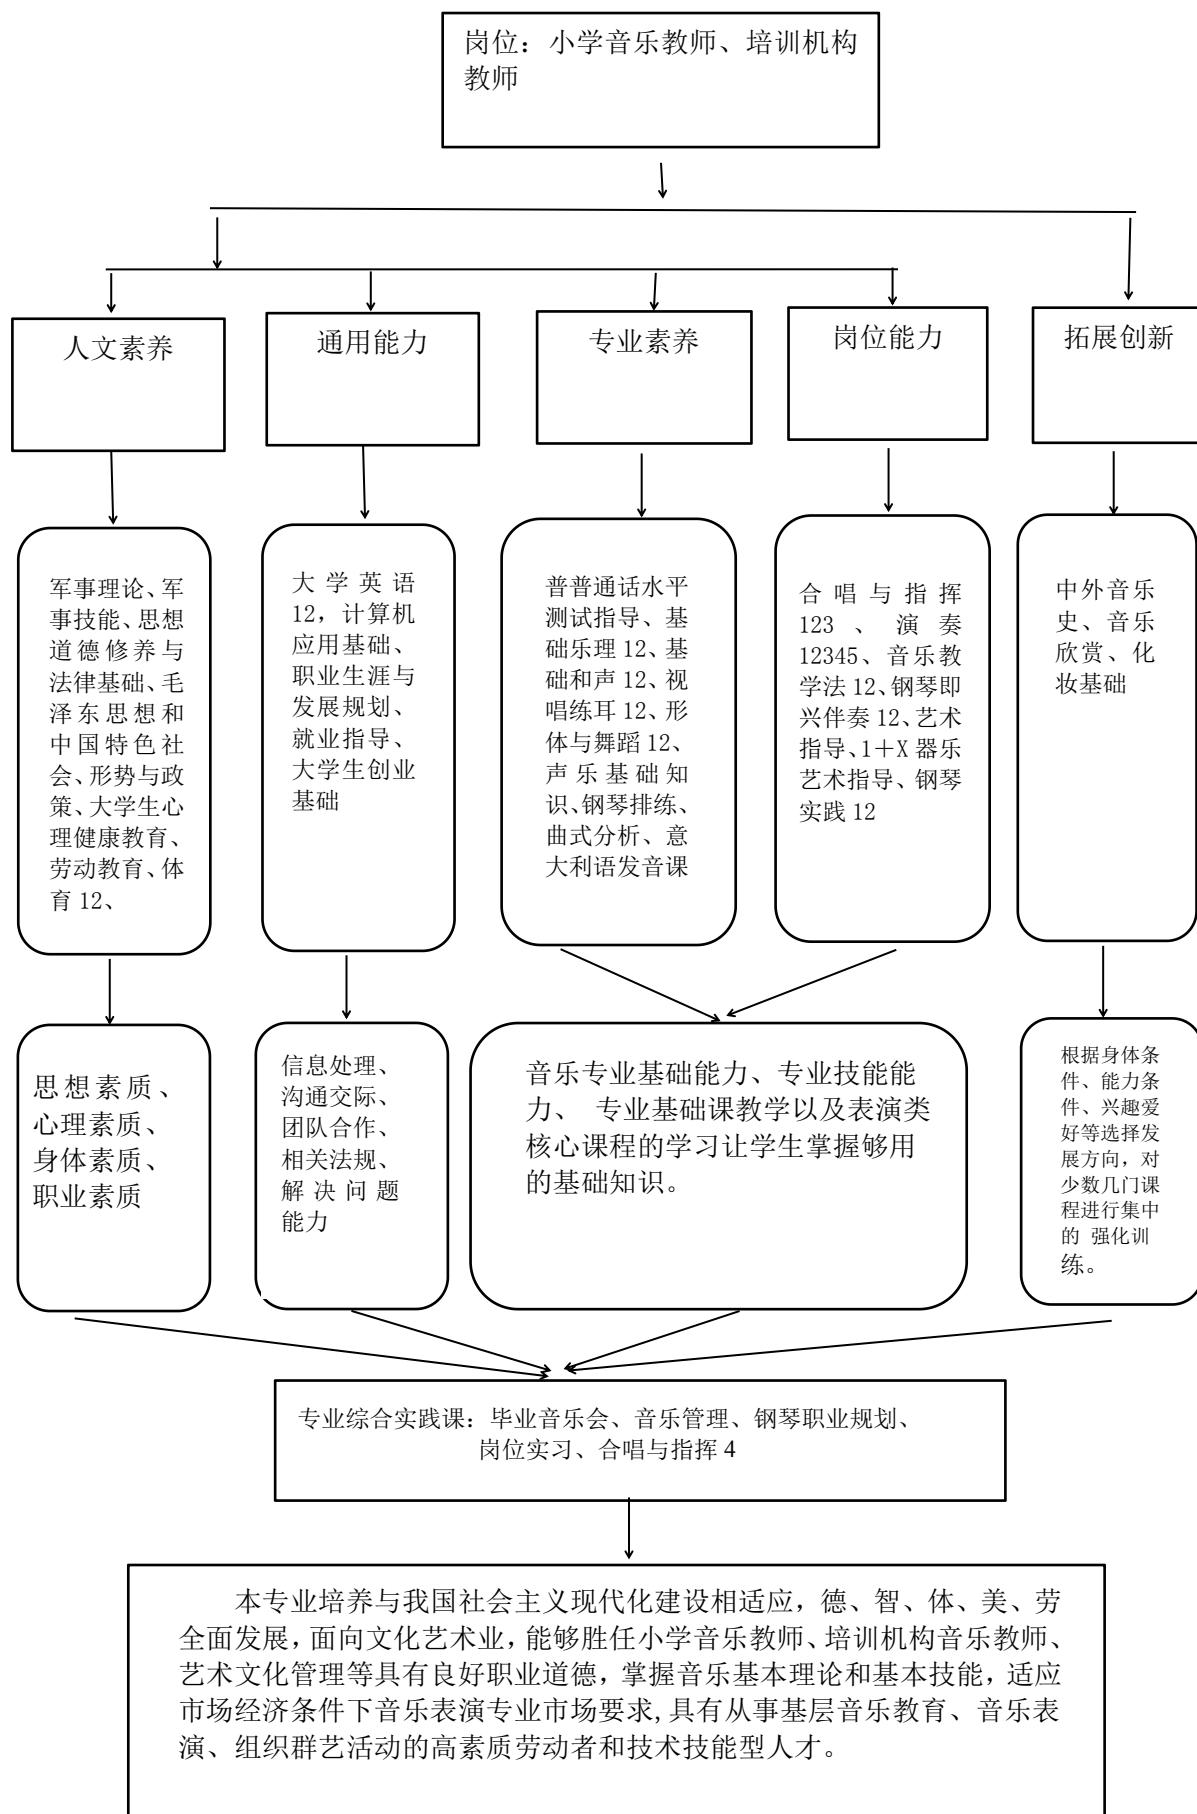 岗位：小学音乐教师、培训机构
教师
人文素养
通用能力
专业素养
岗位能力
拓展创新
军事理论、军
事技能、思想
道德修养与
法律基础、毛
泽东思想和
中国特色社
会、形势与政
策、大学生心
理健康教育、
劳动教育、体
育 12、
大学英语
12，计算机
应用基础、
职业生涯与
发展规划、
就业指导、
大学生创业
基础
普普通话水平
测试指导、基
础乐理 12、基
础和声 12、视
唱练耳 12、形
体与舞蹈 12、
声乐基础知
识、钢琴排练、
曲式分析、意
大利语发音课
合唱与指挥
123、演奏
12345、音乐教
学法 12、钢琴即
兴伴奏 12、艺术
指导、1＋X 器乐
艺术指导、钢琴
实践 12
中外音乐
史、音乐
欣赏、化
妆基础
思想素质、
心理素质、
身体素质、
职业素质
信息处理、
沟通交际、
团队合作、
相关法规、
解决问题
能力
音乐专业基础能力、专业技能能
力、 专业基础课教学以及表演类
核心课程的学习让学生掌握够用
的基础知识。
根据身体条
件、能力条
件、兴趣爱
好等选择发
展方向，对
少数几门课
程进行集中
的 强化训
练。
专业综合实践课：毕业音乐会、音乐管理、钢琴职业规划、
岗位实习、合唱与指挥 4
本专业培养与我国社会主义现代化建设相适应，德、智、体、美、劳
全面发展，面向文化艺术业，能够胜任小学音乐教师、培训机构音乐教师、
艺术文化管理等具有良好职业道德，掌握音乐基本理论和基本技能，适应
市场经济条件下音乐表演专业市场要求,具有从事基层音乐教育、音乐表
演、组织群艺活动的高素质劳动者和技术技能型人才。